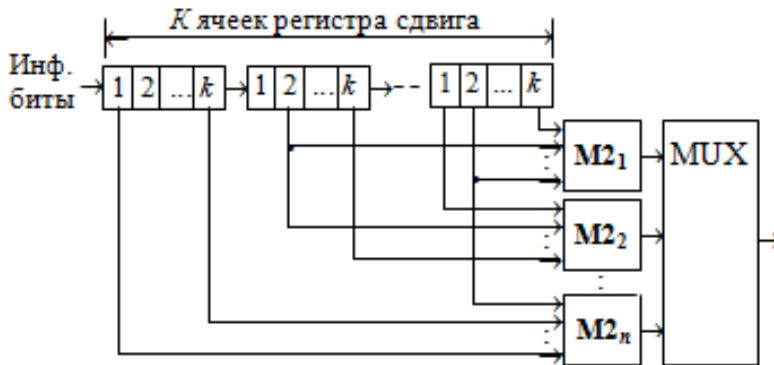 K ячеек регистра сдвига
Инф.
биты
1 2 ... k
1 2 ... k
1 2 ... k
M2₁
MUX
M2₂
M2ₙ